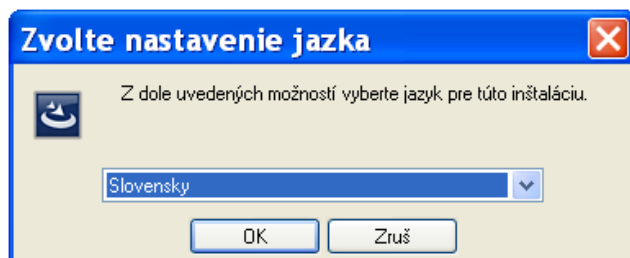 Zvolte nastavenie jazka
Z dole uvedených možností vyberte jazyk pre túto inštaláciu.
Slovensky
OK
Zruš